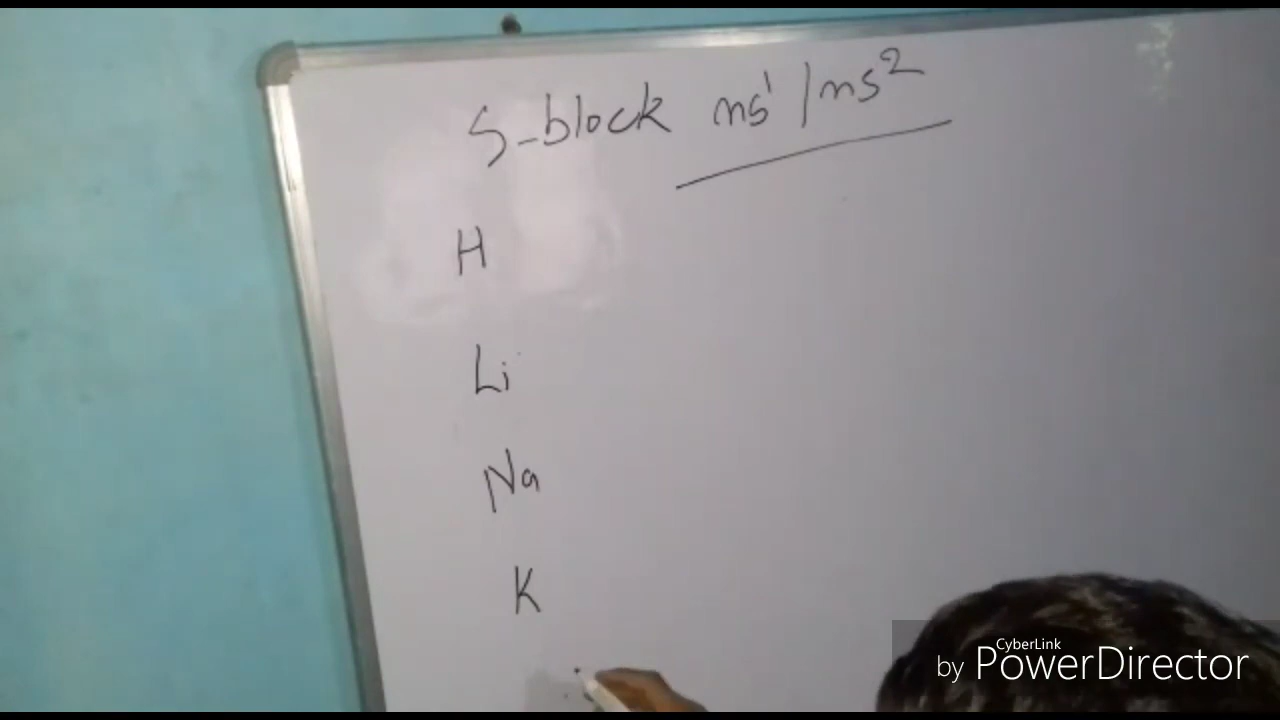 S-block ns¹ / ns²
H
Li
Na
K
CyberLink
by PowerDirector